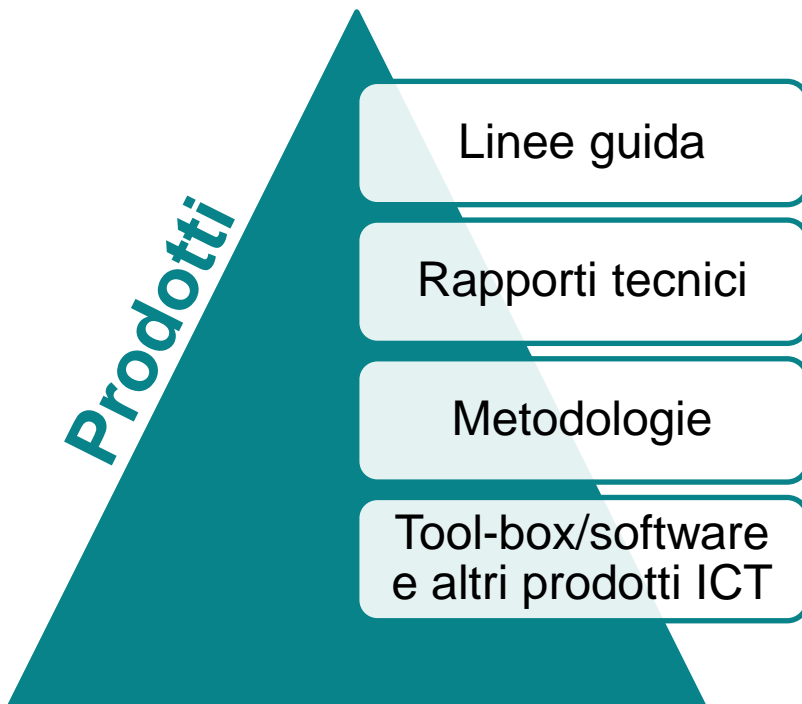 Prodotti
Linee guida
Rapporti tecnici
Metodologie
Tool-box/software
e altri prodotti ICT